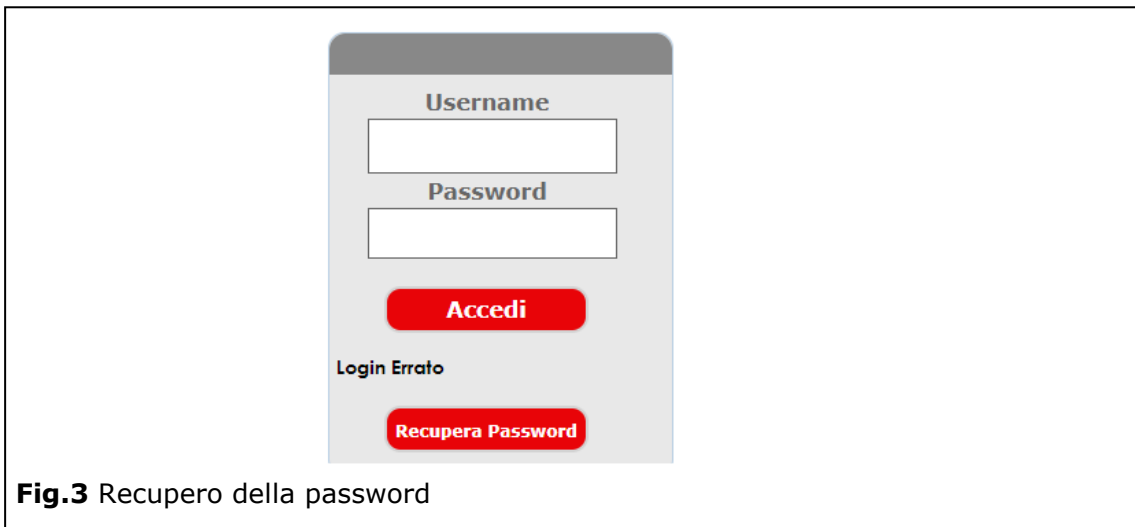 Username
Password
Accedi
Login Errato
Recupera Password
Fig.3 Recupero della password